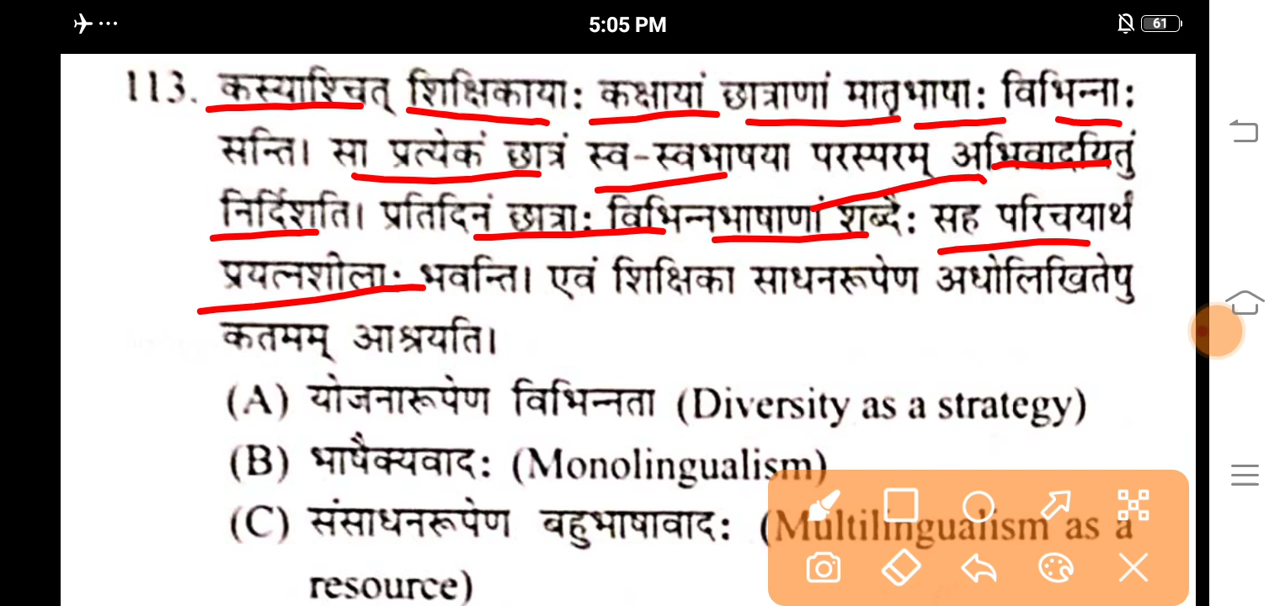 5:05 PM
61
113. कस्याश्चित् शिक्षिकायाः कक्षायां छात्राणां मातृभाषाः विभिन्नाः
सन्ति। सा प्रत्येकं छात्रं स्व-स्वभाषया परस्परम् अभिवादयितुं
निर्दिशति। प्रतिदिनं छात्राः विभिन्नभाषाणां शब्दैः सह परिचयार्थं
प्रयत्नशीलाः भवन्ति। एवं शिक्षिका साधनरूपेण अधोलिखितेषु
कतमम् आश्रयति।
(A) योजनारूपेण विभिन्नता (Diversity as a strategy)
(B) भाषैक्यवादः (Monolingualism)
(C) संसाधनरूपेण बहुभाषावादः (Multilingualism as a
resource)